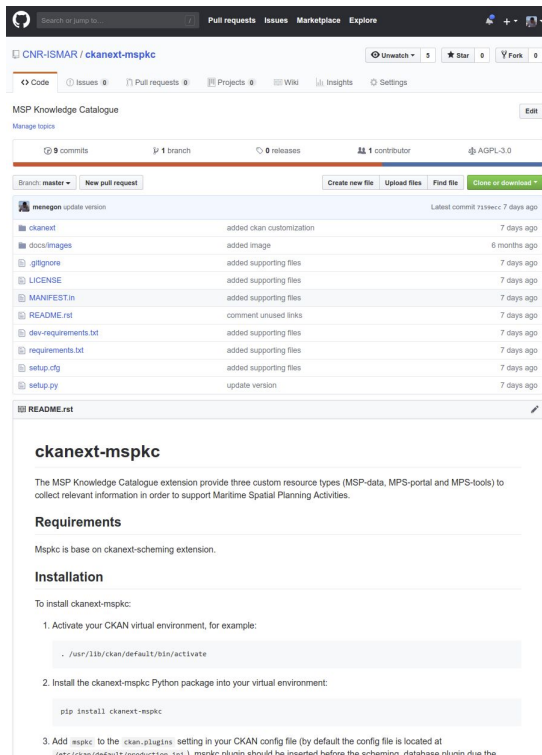 Search or jump to... / Pull requests Issues Marketplace Explore
CNR-ISMAR / ckanext-mspkc Unwatch 5 Star 0 Fork 0
Code Issues 0 Pull requests 0 Projects 0 Wiki Insights Settings
MSP Knowledge Catalogue Edit
Manage topics
9 commits 1 branch 0 releases 1 contributor AGPL-3.0
Branch: master New pull request Create new file Upload files Find file Clone or download
menegon update version Latest commit 7 days ago
ckanext added ckan customization 7 days ago
docs/images added image 6 months ago
.gitignore added supporting files 7 days ago
LICENSE added supporting files 7 days ago
MANIFEST.in added supporting files 7 days ago
README.rst comment unused links 7 days ago
dev-requirements.txt added supporting files 7 days ago
requirements.txt added supporting files 7 days ago
setup.cfg added supporting files 7 days ago
setup.py update version 7 days ago
README.rst
ckanext-mspkc
The MSP Knowledge Catalogue extension provide three custom resource types (MSP-data, MPS-portal and MPS-tools) to
collect relevant information in order to support Maritime Spatial Planning Activities.
Requirements
Mspkc is base on ckanext-scheming extension.
Installation
To install ckanext-mspkc:
1. Activate your CKAN virtual environment, for example:
. /usr/lib/ckan/default/bin/activate
2. Install the ckanext-mspkc Python package into your virtual environment:
pip install ckanext-mspkc
3. Add mspkc to the ckan.plugins setting in your CKAN config file (by default the config file is located at
/etc/ckan/default/production.ini ). mspkc plugin should be inserted before the scheming_database plugin due the